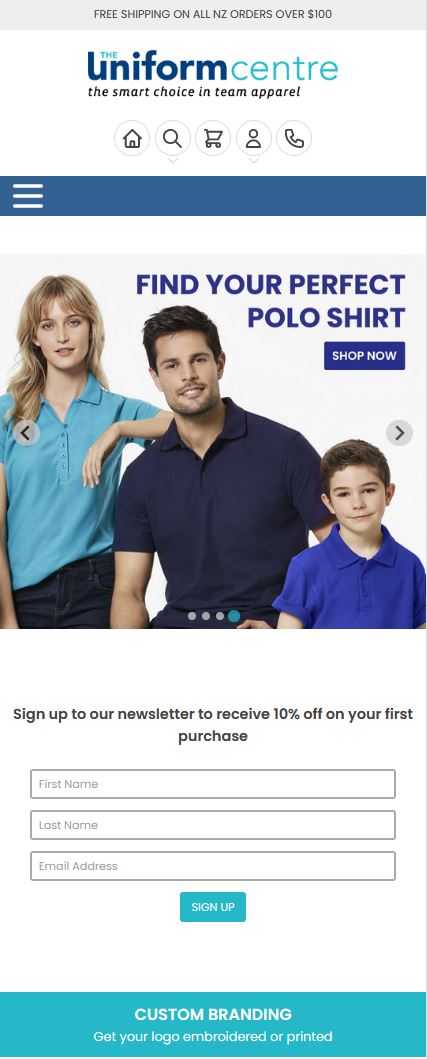 FREE SHIPPING ON ALL NZ ORDERS OVER $100
THE
uniformcentre
the smart choice in team apparel
FIND YOUR PERFECT
POLO SHIRT
SHOP NOW
Sign up to our newsletter to receive 10% off on your first
purchase
First Name
Last Name
Email Address
SIGN UP
CUSTOM BRANDING
Get your logo embroidered or printed